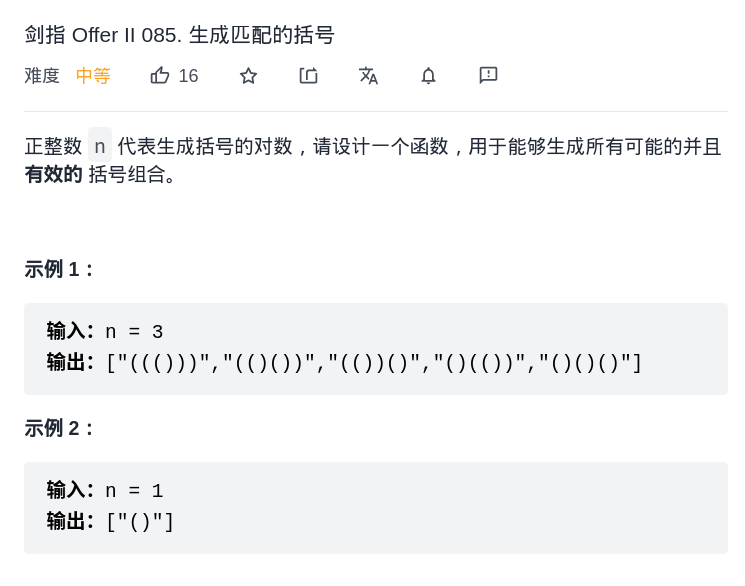 剑指 Offer II 085. 生成匹配的括号
难度 中等 16
正整数 n 代表生成括号的对数，请设计一个函数，用于能够生成所有可能的并且
有效的 括号组合。
示例 1：
输入：n = 3
输出：["((()))","(()())","(())()","()(())","()()()"]
示例 2：
输入：n = 1
输出：["()"]